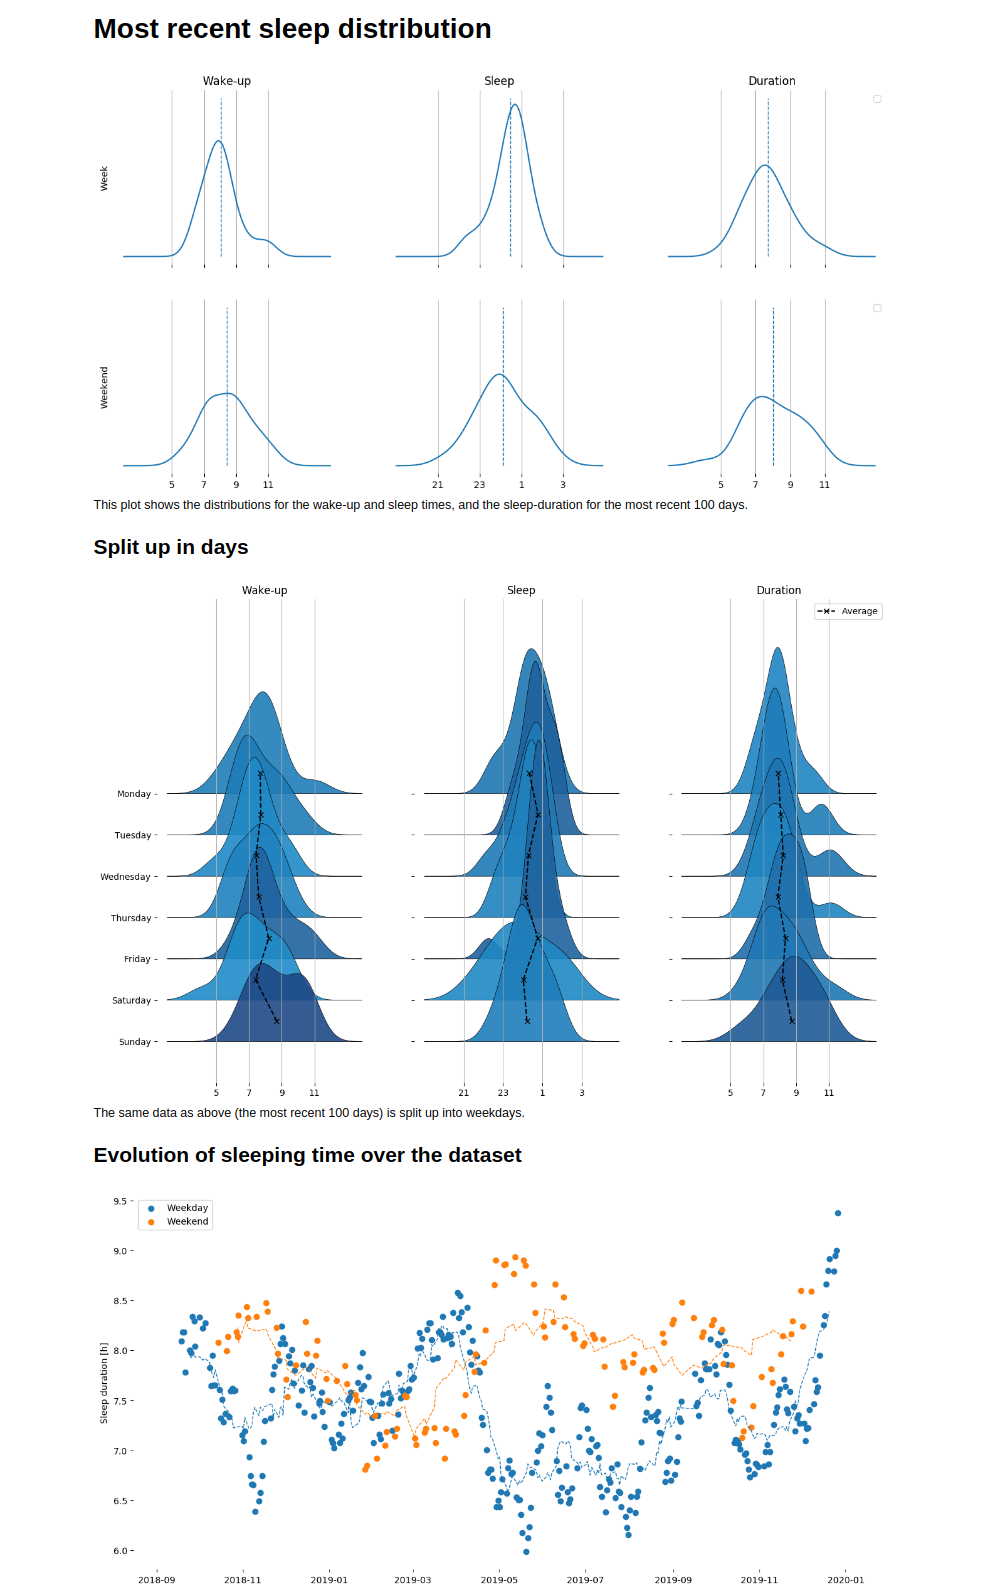 Most recent sleep distribution
Wake-up Sleep Duration
Week
Weekend
5 7 9 11 21 23 1 3 5 7 9 11
This plot shows the distributions for the wake-up and sleep times, and the sleep-duration for the most recent 100 days.
Split up in days
Wake-up Sleep Duration
Average
Monday
Tuesday
Wednesday
Thursday
Friday
Saturday
Sunday
5 7 9 11 21 23 1 3 5 7 9 11
The same data as above (the most recent 100 days) is split up into weekdays.
Evolution of sleeping time over the dataset
9.5
Weekday
Weekend
9.0
8.5
8.0
Sleep duration [h]
7.5
7.0
6.5
6.0
2018-09 2018-11 2019-01 2019-03 2019-05 2019-07 2019-09 2019-11 2020-01